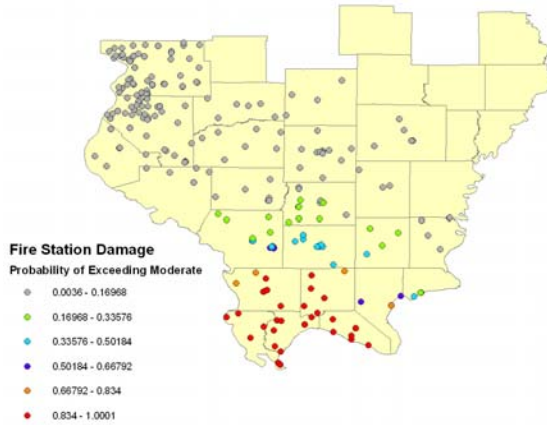 Fire Station Damage
Probability of Exceeding Moderate
0.0036 - 0.16968
0.16968 - 0.33576
0.33576 - 0.50184
0.50184 - 0.66792
0.66792 - 0.834
0.834 - 1.0001